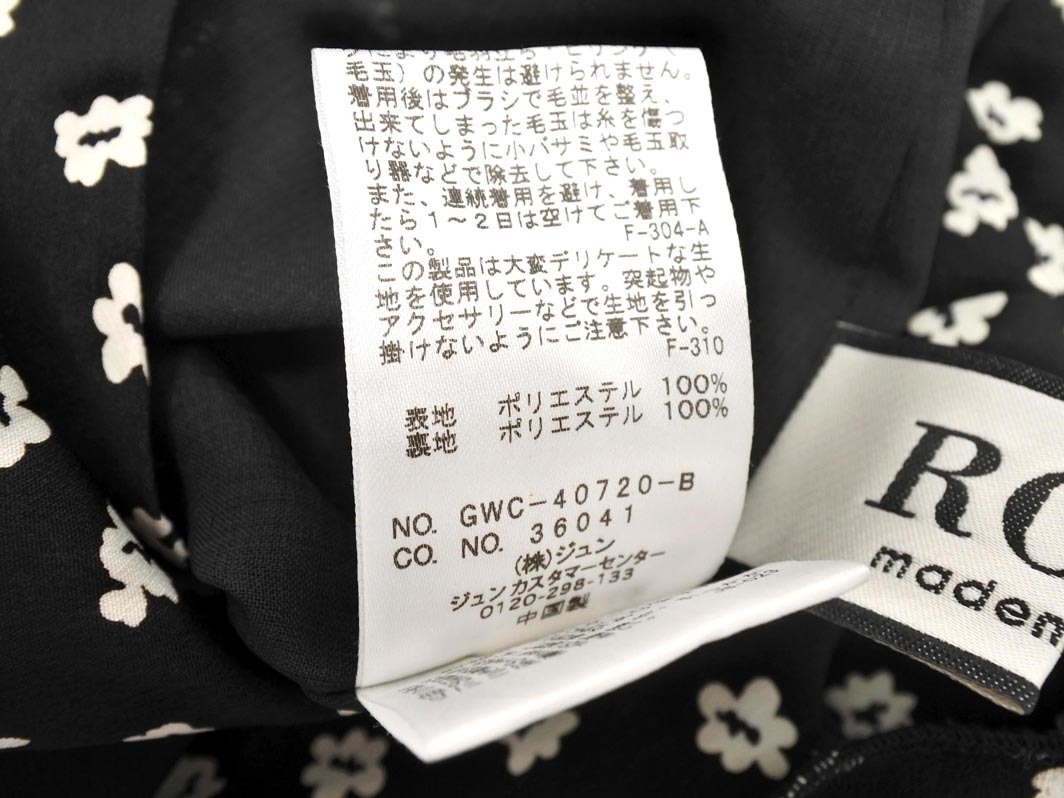 毛玉）の発生は避けられません。
着用後はブラシで毛並を整え、
出来てしまった毛玉は糸を傷つ
けないように小バサミや毛玉取
り器などで除去して下さい。
また、連続着用を避け、着用し
たら1～2日は空けてご着用下
さい。
F-304-A
この製品は大変デリケートな生
地を使用しています。突起物や
アクセサリーなどで生地を引っ
掛けないようにご注意下さい。
F-310
表地 ポリエステル 100%
裏地 ポリエステル 100%
NO. GWC-40720-B
CO. NO. 36041
(株)ジュン
ジュンカスタマーセンター
0120-298-133
中国製